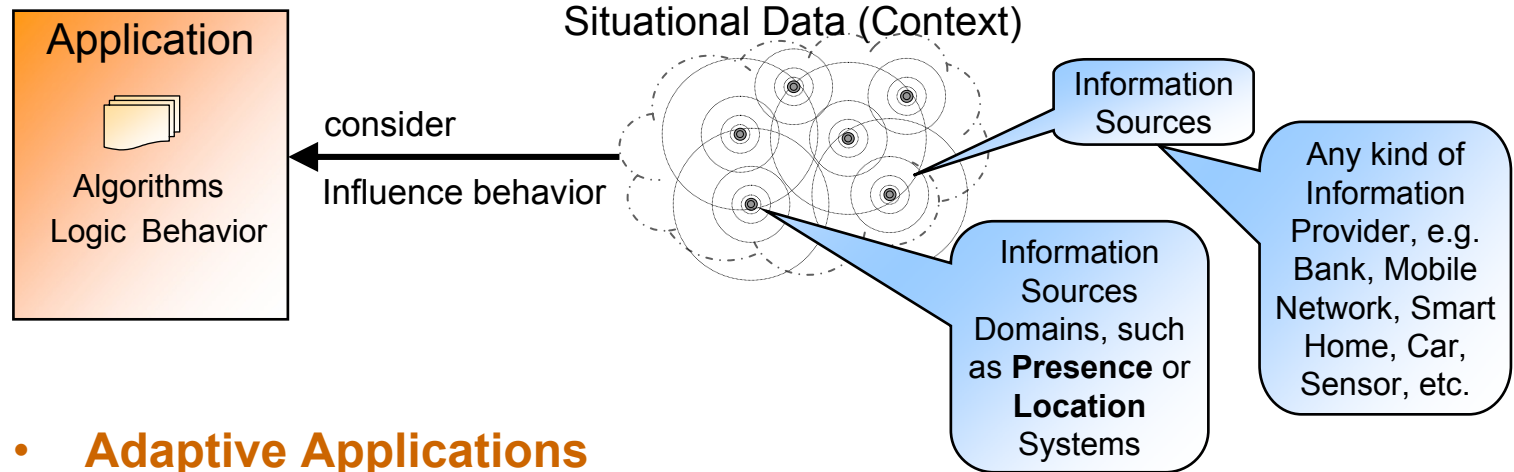 Situational Data (Context)
Application
Algorithms
Logic Behavior
consider
Influence behavior
Information
Sources
Any kind of
Information
Provider, e.g.
Bank, Mobile
Network, Smart
Home, Car,
Sensor, etc.
Information
Sources
Domains, such
as Presence or
Location
Systems
• Adaptive Applications